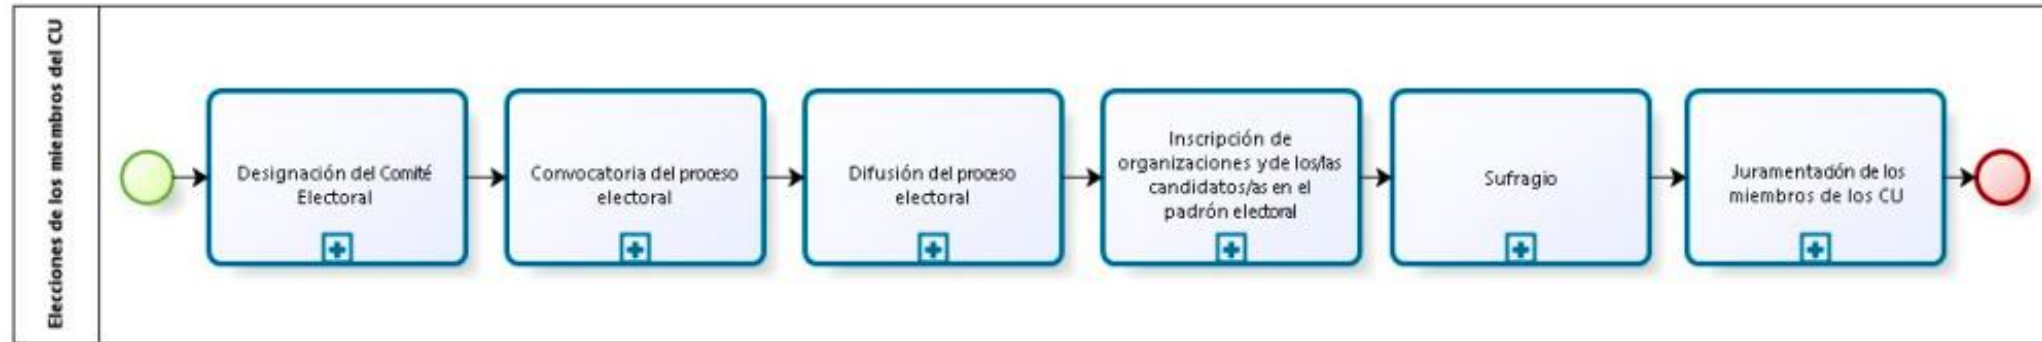 Elecciones de los miembros del CU
Designación del Comité
Electoral
Convocatoria del proceso
electoral
Difusión del proceso
electoral
Inscripción de
organizaciones y de los/las
candidatos/as en el
padrón electoral
Sufragio
Juramentación de los
miembros de los CU